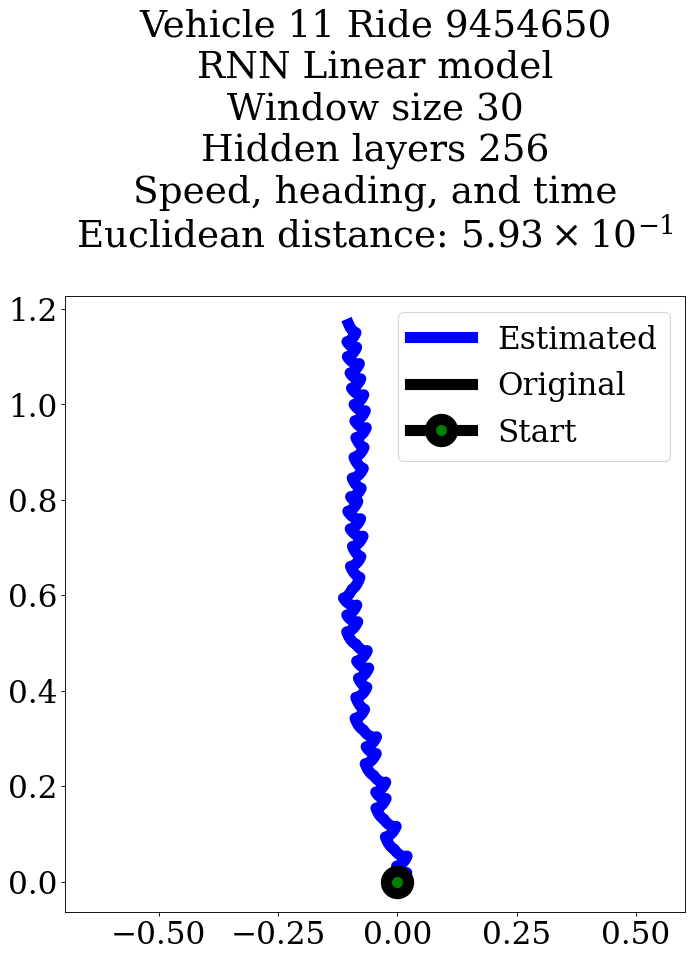 Vehicle 11 Ride 9454650
RNN Linear model
Window size 30
Hidden layers 256
Speed, heading, and time
Euclidean distance: 5.93 × 10⁻¹
1.2
1.0
0.8
0.6
0.4
0.2
0.0
Estimated
Original
Start
−0.50 −0.25 0.00 0.25 0.50